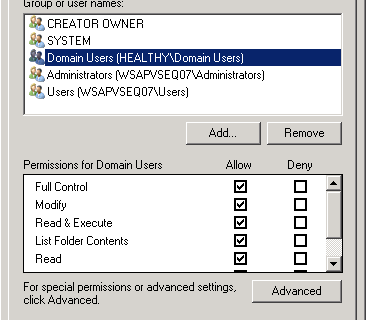 Group or user names:
CREATOR OWNER
SYSTEM
Domain Users (HEALTHY\Domain Users)
Administrators (WSAPVSEQ07\Administrators)
Users (WSAPVSEQ07\Users)
Add... Remove
Permissions for Domain Users Allow Deny
Full Control
Modify
Read & Execute
List Folder Contents
Read
For special permissions or advanced settings,
click Advanced.
Advanced